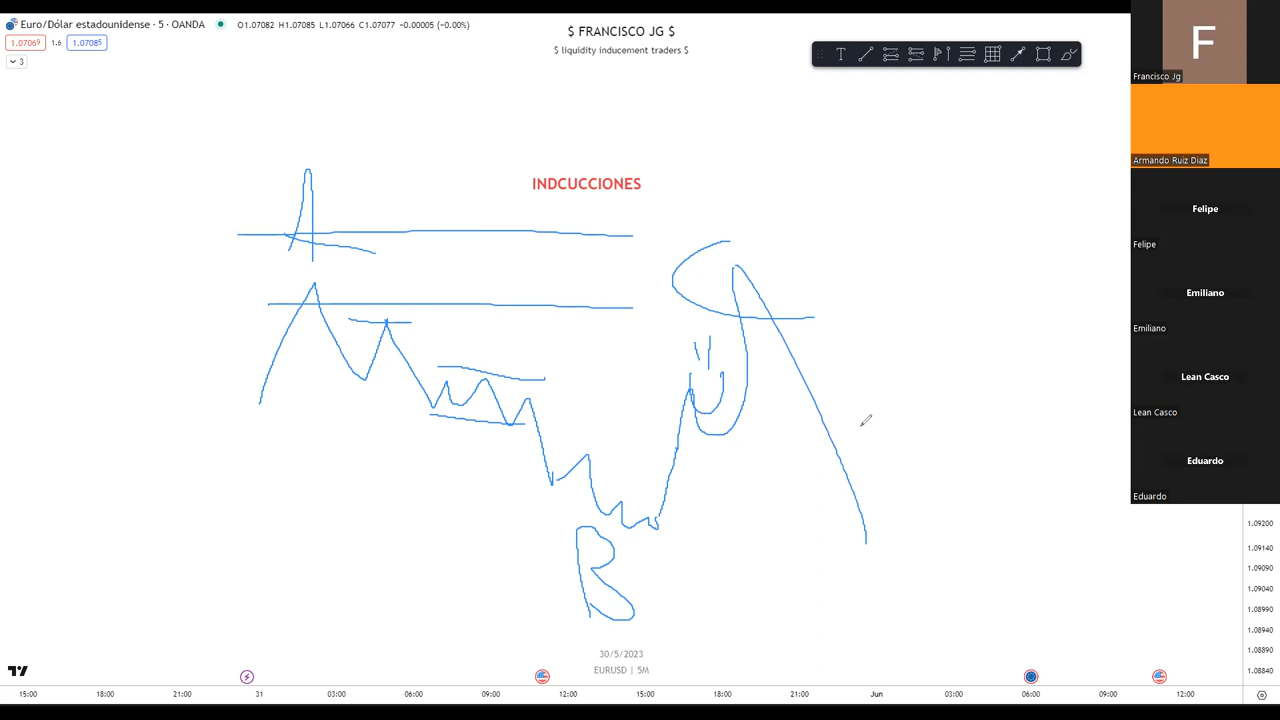 Euro/Dólar estadounidense · 5 · OANDA O1.07082 H1.07085 L1.07066 C1.07077 −0.00005 (−0.00%)
1.07069 1.6 1.07085
3
$ FRANCISCO JG $
$ liquidity inducement traders $
T
F
Francisco Jg
Armando Ruiz Diaz
Felipe
Felipe
Emiliano
Emiliano
Lean Casco
Lean Casco
Eduardo
Eduardo
INDCUCCIONES
A
C
B
1.09200
1.09140
1.09090
1.09040
1.08990
1.08940
1.08890
1.08840
30/5/2023
EURUSD | 5M
15:00 18:00 21:00 31 03:00 06:00 09:00 12:00 15:00 18:00 21:00 Jun 03:00 06:00 09:00 12:00